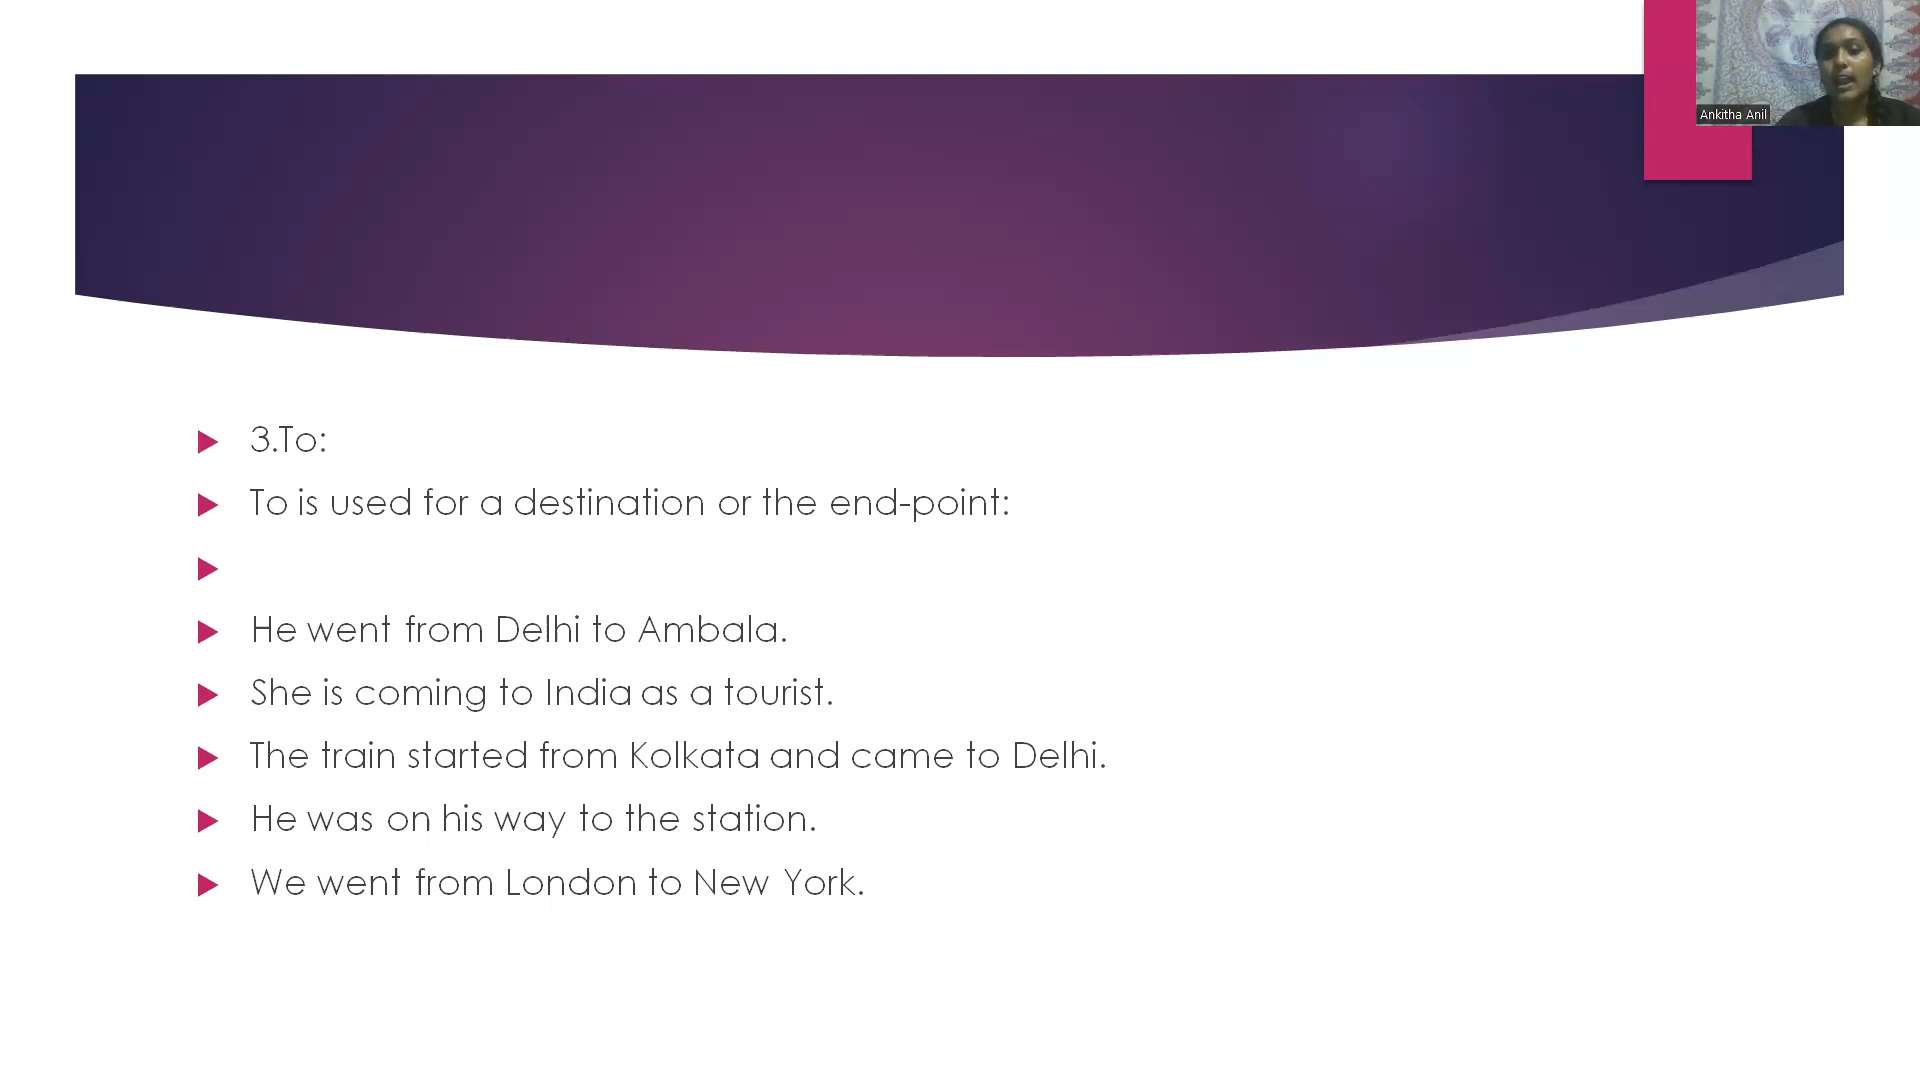 Ankitha Anil
3.To:
To is used for a destination or the end-point:
He went from Delhi to Ambala.
She is coming to India as a tourist.
The train started from Kolkata and came to Delhi.
He was on his way to the station.
We went from London to New York.